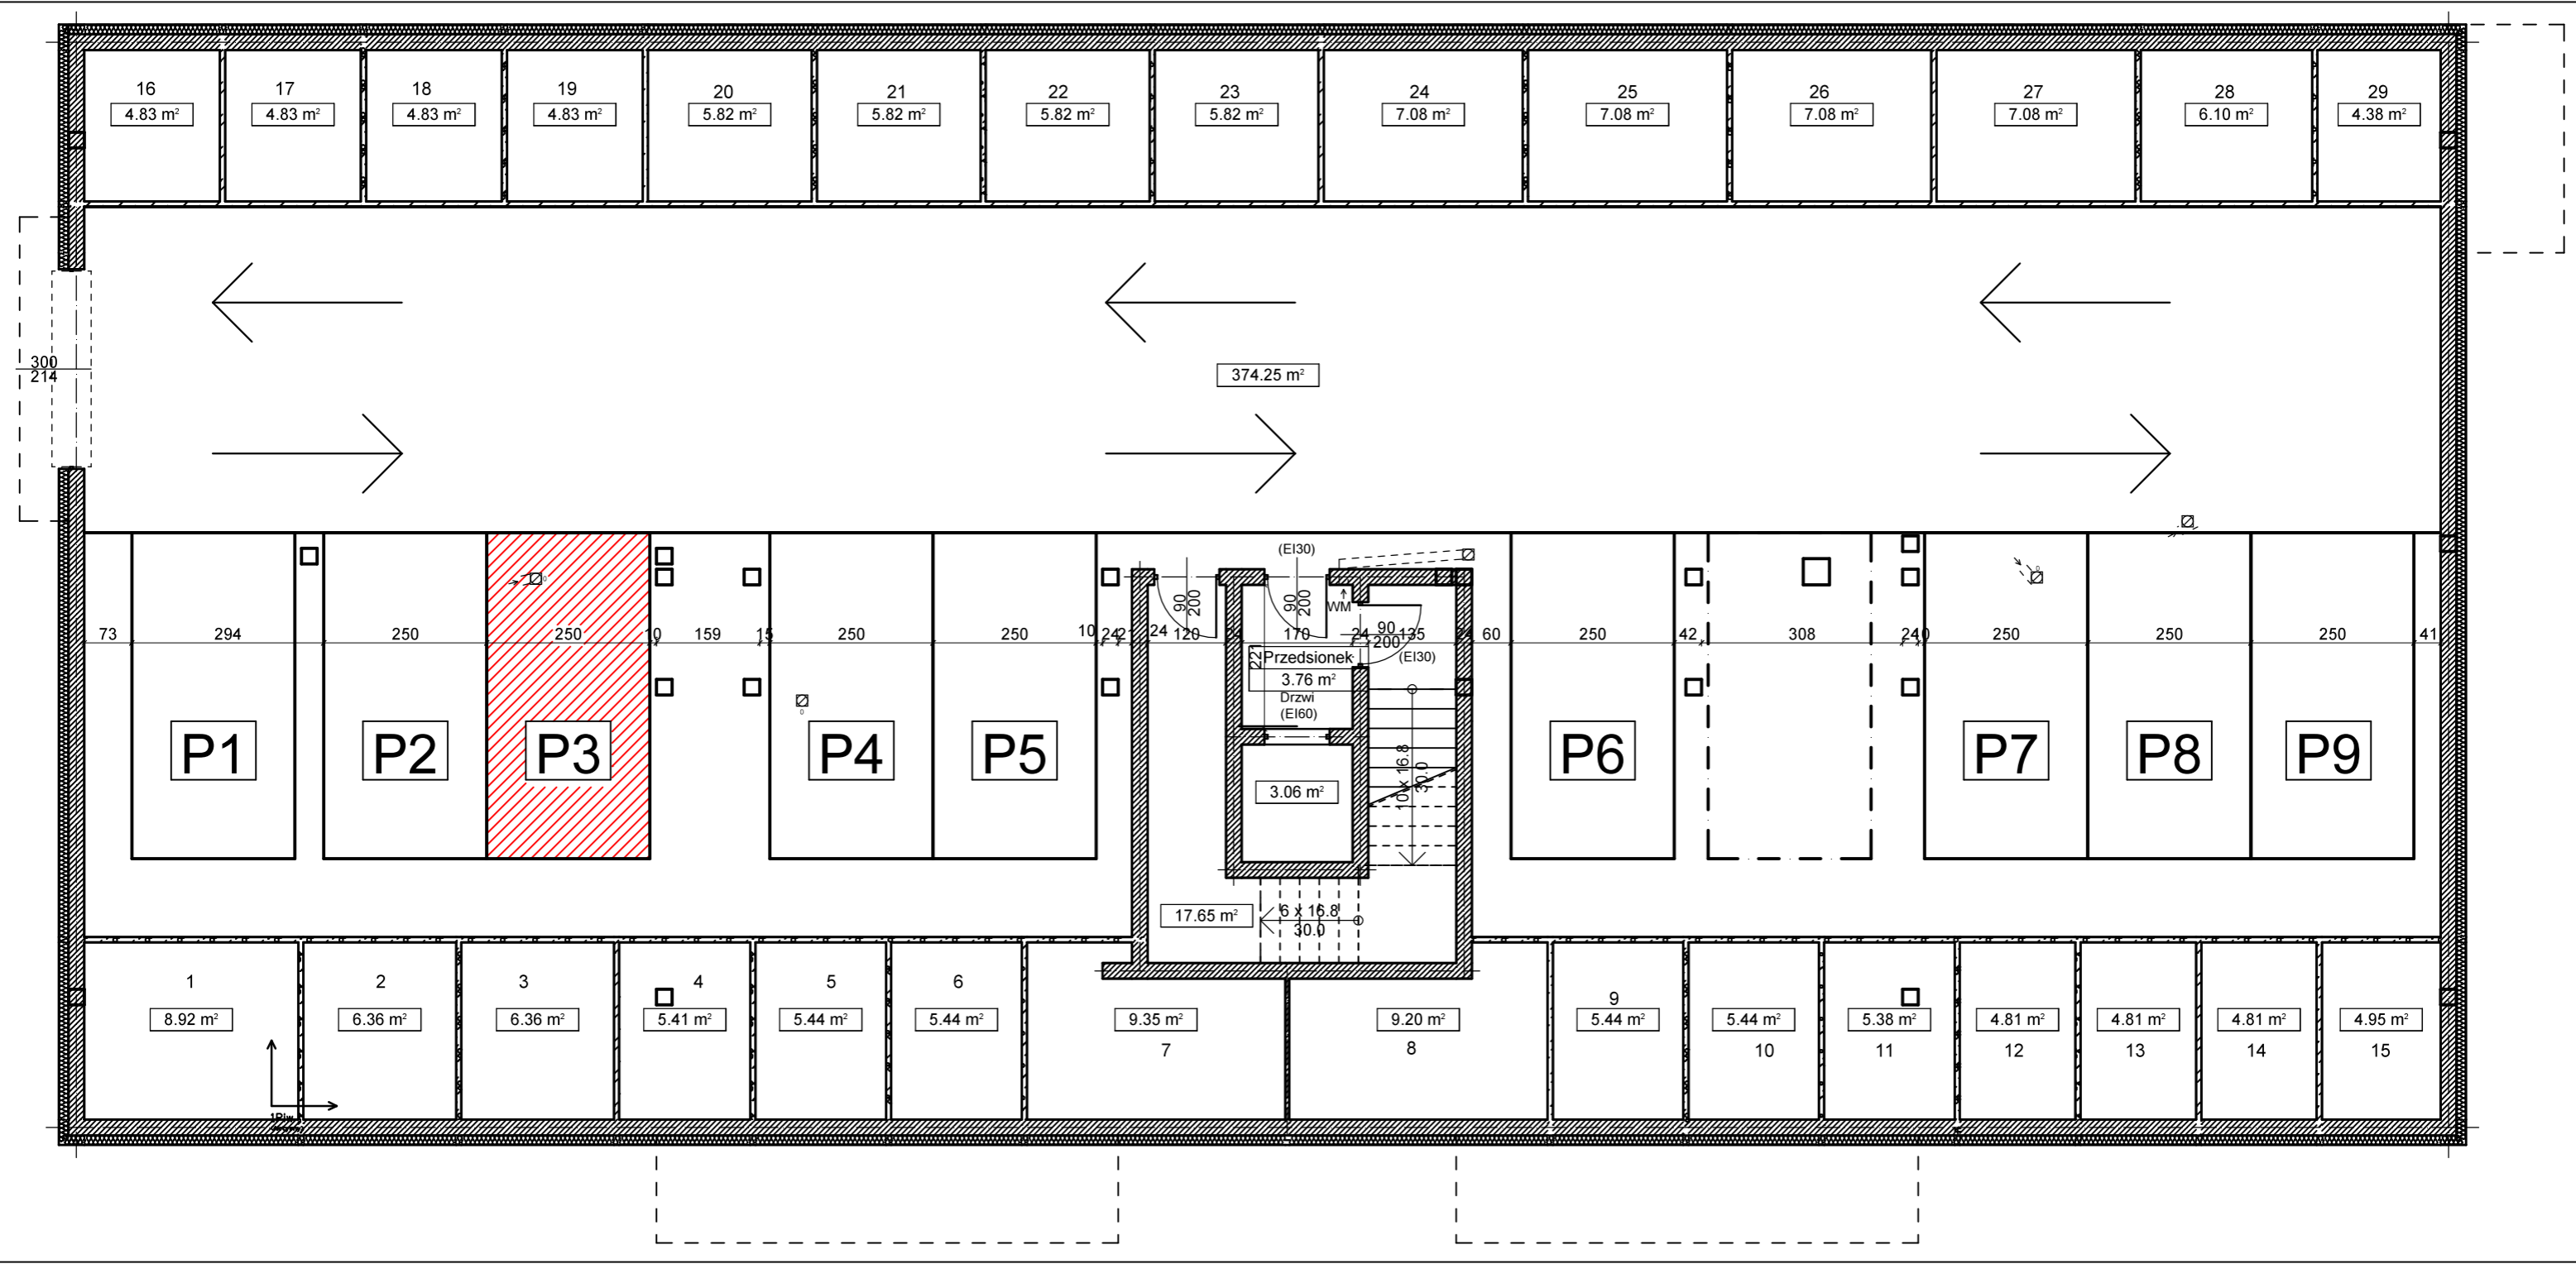 16 17 18 19 20 21 22 23 24 25 26 27 28 29
4.83 m² 4.83 m² 4.83 m² 4.83 m² 5.82 m² 5.82 m² 5.82 m² 5.82 m² 7.08 m² 7.08 m² 7.08 m² 7.08 m² 6.10 m² 4.38 m²
300
214
374.25 m²
(EI30)
90
200
90
200
WM
73 294 250 250 10 159 15 250 250 10 24 24 120 24 170 24 135 24 60 250 42 308 24 250 250 250 41
90
200
(EI30)
221
Przedsionek
3.76 m²
Drzwi
(EI60)
P1 P2 P3 P4 P5 P6 P7 P8 P9
3.06 m²
10 x 16.8
30.0
17.65 m²
6 x 16.8
30.0
1 2 3 4 5 6 9
8.92 m² 6.36 m² 6.36 m² 5.41 m² 5.44 m² 5.44 m² 9.35 m² 9.20 m² 5.44 m² 5.44 m² 5.38 m² 4.81 m² 4.81 m² 4.81 m² 4.95 m²
7 8 10 11 12 13 14 15